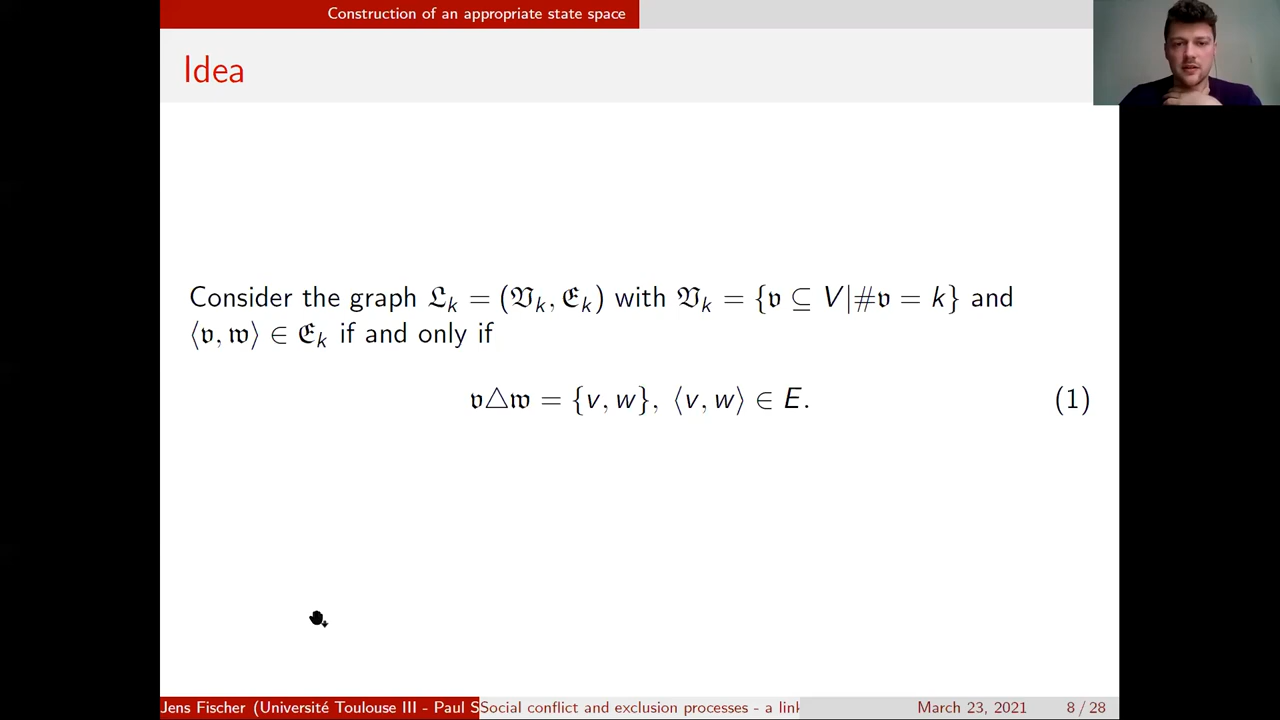 Construction of an appropriate state space
Idea
Consider the graph 𝔏ₖ = (𝔙ₖ, 𝔈ₖ) with 𝔙ₖ = {𝔳 ⊆ V|#𝔳 = k} and
⟨𝔳, 𝔴⟩ ∈ 𝔈ₖ if and only if
𝔳△𝔴 = {v, w}, ⟨v, w⟩ ∈ E. (1)
Jens Fischer (Université Toulouse III - Paul S Social conflict and exclusion processes - a link March 23, 2021 8 / 28